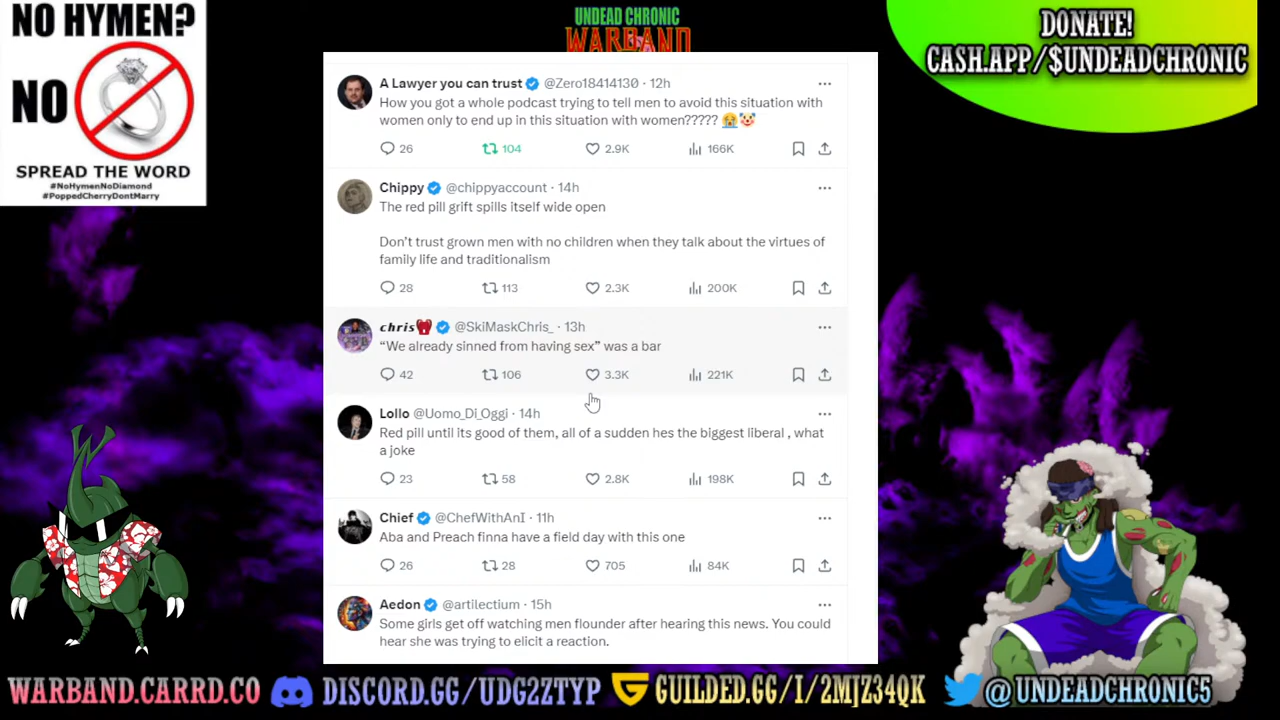 NO HYMEN?
NO
SPREAD THE WORD
#NoHymenNoDiamond
#PoppedCherryDontMarry
UNDEAD CHRONIC
WARBAND
DONATE!
CASH.APP/$UNDEADCHRONIC
A Lawyer you can trust @Zero18414130 · 12h
How you got a whole podcast trying to tell men to avoid this situation with
women only to end up in this situation with women????? 😭🤡
26 104 2.9K 166K
Chippy @chippyaccount · 14h
The red pill grift spills itself wide open
Don't trust grown men with no children when they talk about the virtues of
family life and traditionalism
28 113 2.3K 200K
chris @SkiMaskChris_ · 13h
“We already sinned from having sex” was a bar
42 106 3.3K 221K
Lollo @Uomo_Di_Oggi · 14h
Red pill until its good of them, all of a sudden hes the biggest liberal , what
a joke
23 58 2.8K 198K
Chief @ChefWithAnI · 11h
Aba and Preach finna have a field day with this one
26 28 705 84K
Aedon @artilectium · 15h
Some girls get off watching men flounder after hearing this news. You could
hear she was trying to elicit a reaction.
WARBAND.CARRD.CO DISCORD.GG/UDG2ZTYP GUILDED.GG/I/2MJZ34QK @UNDEADCHRONIC5